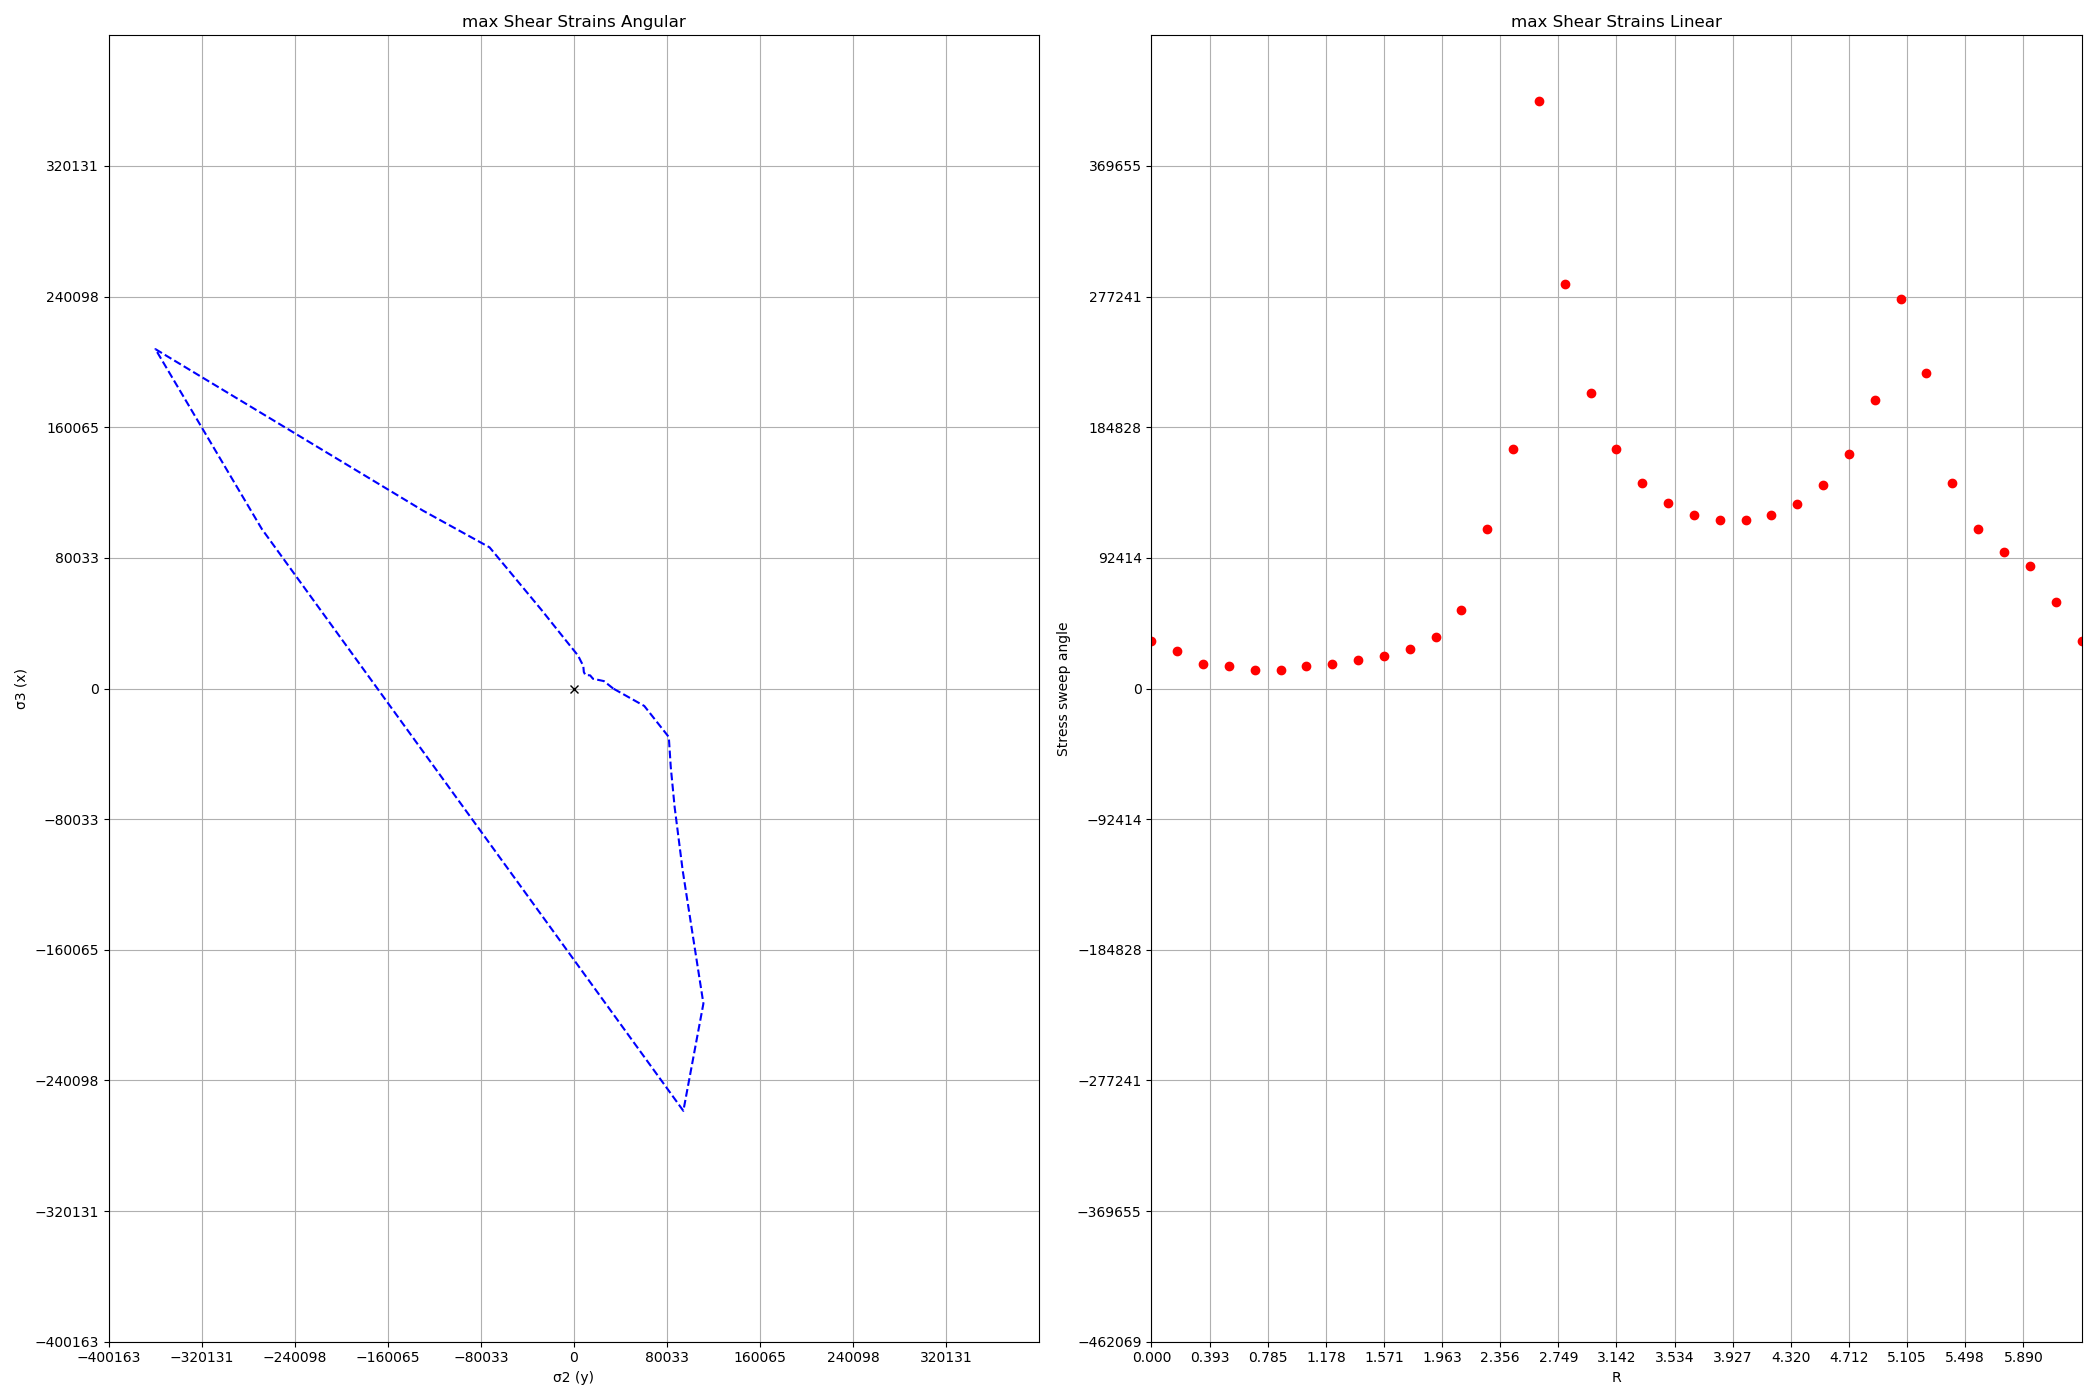 max Shear Strains Angular
σ3 (x)
320131
240098
160065
80033
0
−80033
−160065
−240098
−320131
−400163
−400163 −320131 −240098 −160065 −80033 0 80033 160065 240098 320131
σ2 (y)
max Shear Strains Linear
Stress sweep angle
369655
277241
184828
92414
0
−92414
−184828
−277241
−369655
−462069
0.000 0.393 0.785 1.178 1.571 1.963 2.356 2.749 3.142 3.534 3.927 4.320 4.712 5.105 5.498 5.890
R